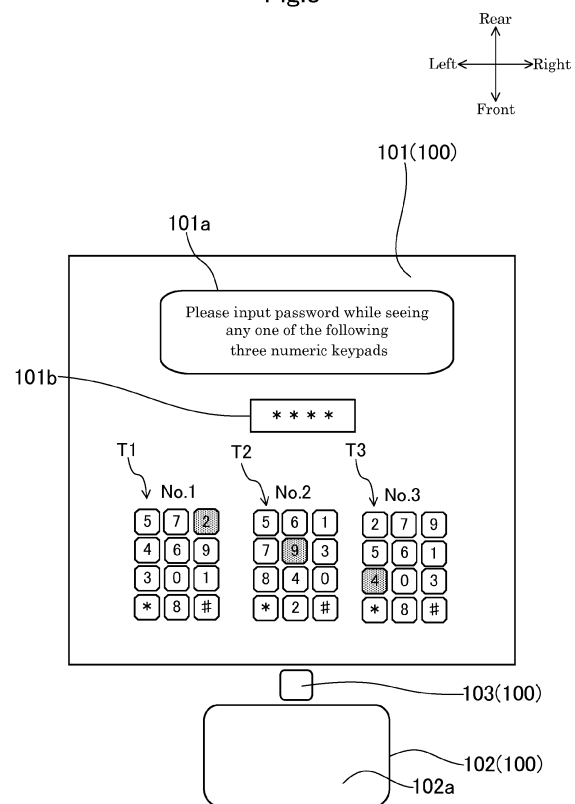 Rear
Left Right
Front
101(100)
101a
Please input password while seeing
any one of the following
three numeric keypads
101b
* * * *
T1 T2 T3
No.1 No.2 No.3
5 7 2 5 6 1 2 7 9
4 6 9 7 9 3 5 6 1
3 0 1 8 4 0 4 0 3
* 8 # * 2 # * 8 #
103(100)
102(100)
102a